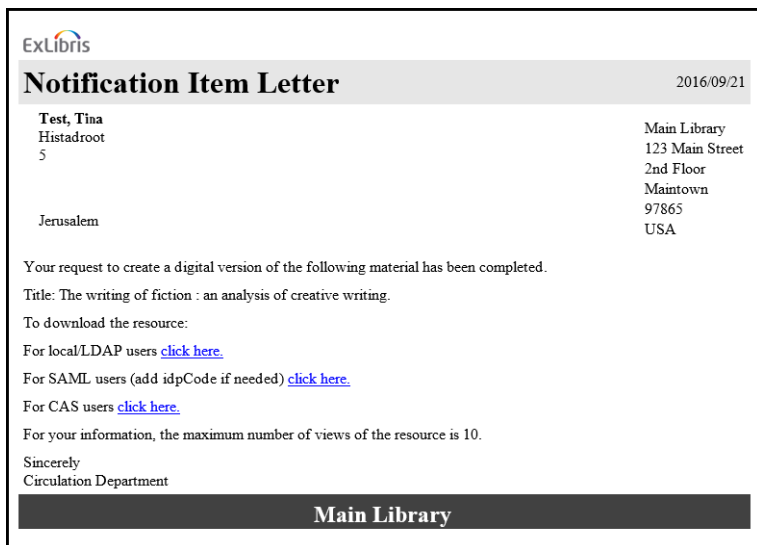 ExLibris
Notification Item Letter
2016/09/21
Test, Tina
Histadroot
5
Jerusalem
Main Library
123 Main Street
2nd Floor
Maintown
97865
USA
Your request to create a digital version of the following material has been completed.
Title: The writing of fiction : an analysis of creative writing.
To download the resource:
For local/LDAP users click here.
For SAML users (add idpCode if needed) click here.
For CAS users click here.
For your information, the maximum number of views of the resource is 10.
Sincerely
Circulation Department
Main Library